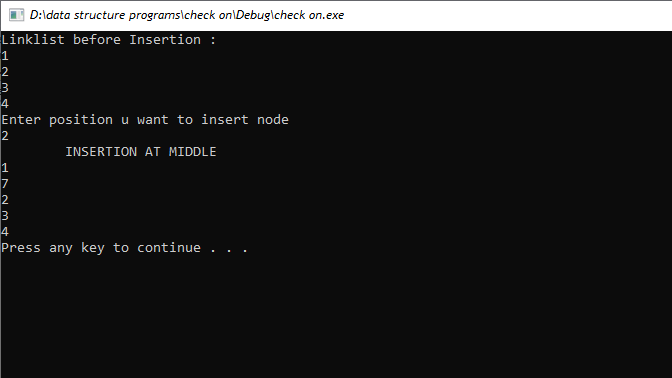 D:\data structure programs\check on\Debug\check on.exe
Linklist before Insertion :
1
2
3
4
Enter position u want to insert node
2
        INSERTION AT MIDDLE
1
7
2
3
4
Press any key to continue . . .